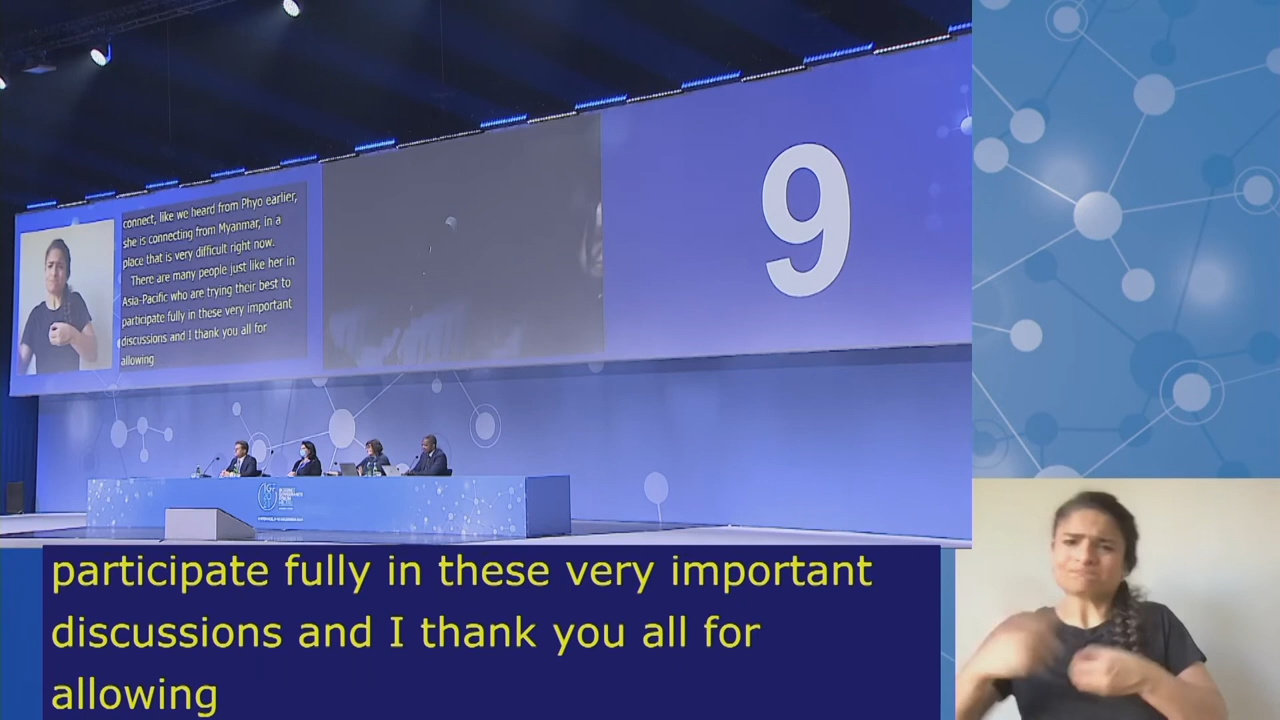 connect, like we heard from Phyo earlier,
she is connecting from Myanmar, in a
place that is very difficult right now.
There are many people just like her in
Asia-Pacific who are trying their best to
participate fully in these very important
discussions and I thank you all for
allowing
9
participate fully in these very important
discussions and I thank you all for
allowing